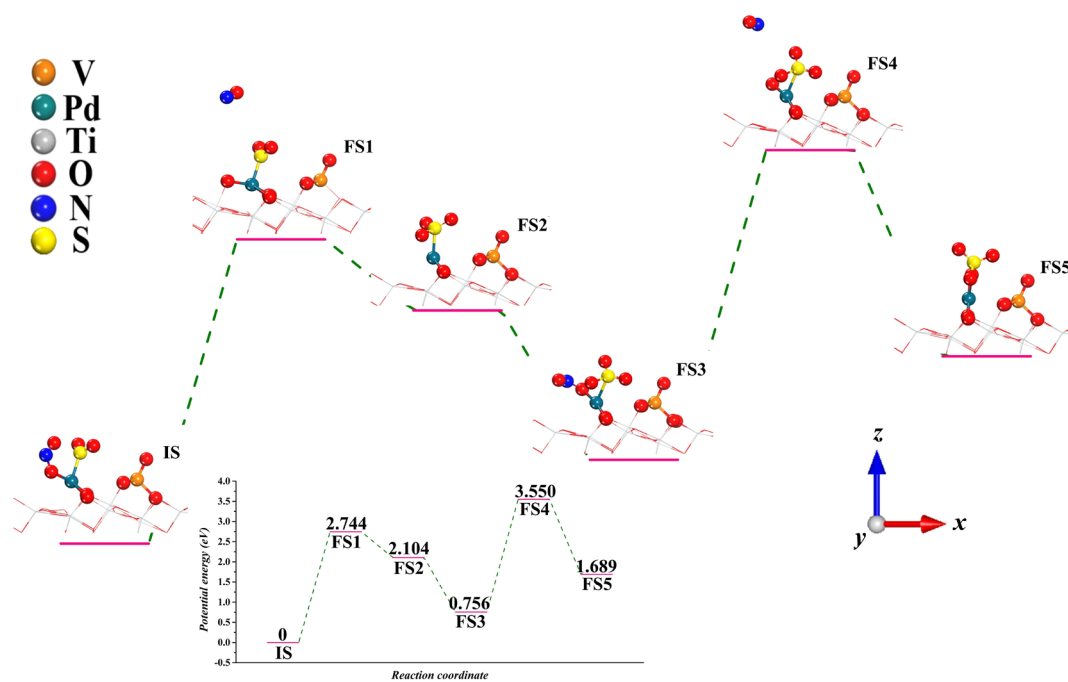 V
Pd
Ti
O
N
S
IS
FS1
FS2
FS3
FS4
FS5
z
y
x
Potential energy (eV)
4.0
3.5
3.0
2.5
2.0
1.5
1.0
0.5
0.0
-0.5
0
IS
2.744
FS1
2.104
FS2
0.756
FS3
3.550
FS4
1.689
FS5
Reaction coordinate